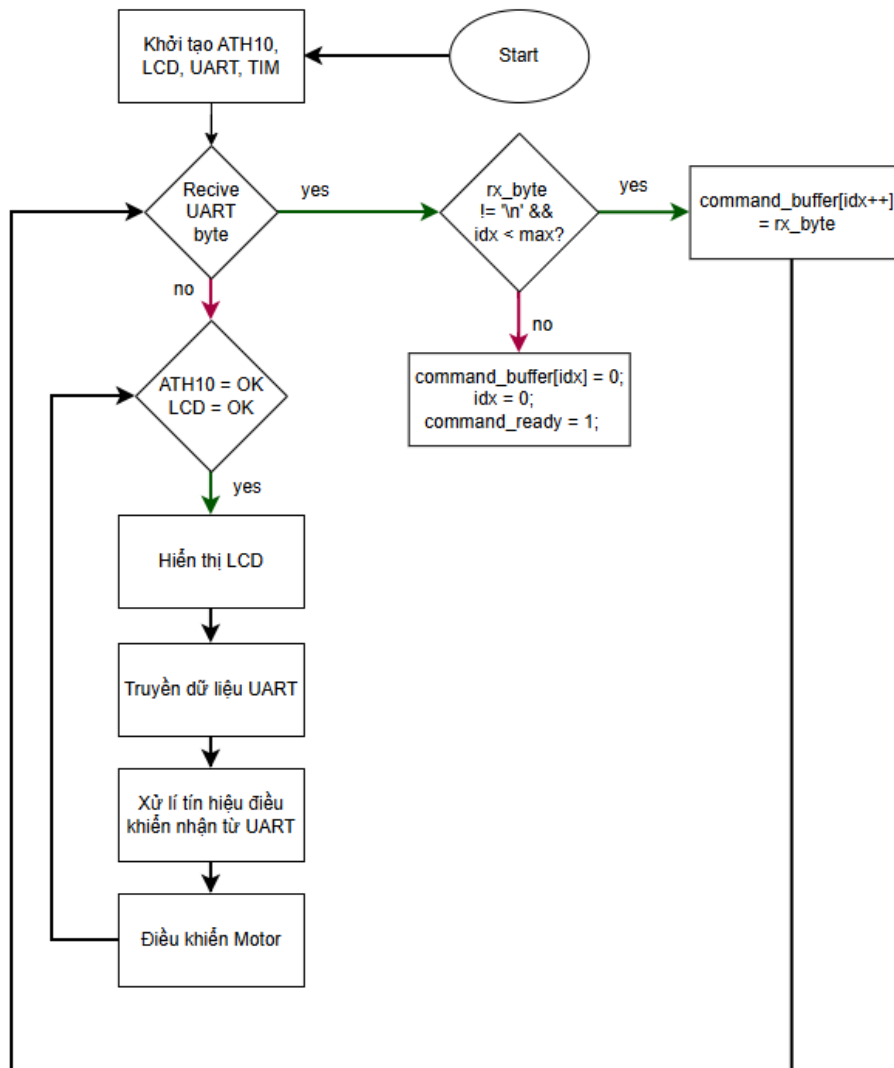 Khởi tạo ATH10,
LCD, UART, TIM
Start
Recive
UART
byte
yes
rx_byte
!= '\n' &&
idx < max?
yes
command_buffer[idx++]
= rx_byte
no
no
ATH10 = OK
LCD = OK
command_buffer[idx] = 0;
idx = 0;
command_ready = 1;
yes
Hiển thị LCD
Truyền dữ liệu UART
Xử lí tín hiệu điều
khiển nhận từ UART
Điều khiển Motor